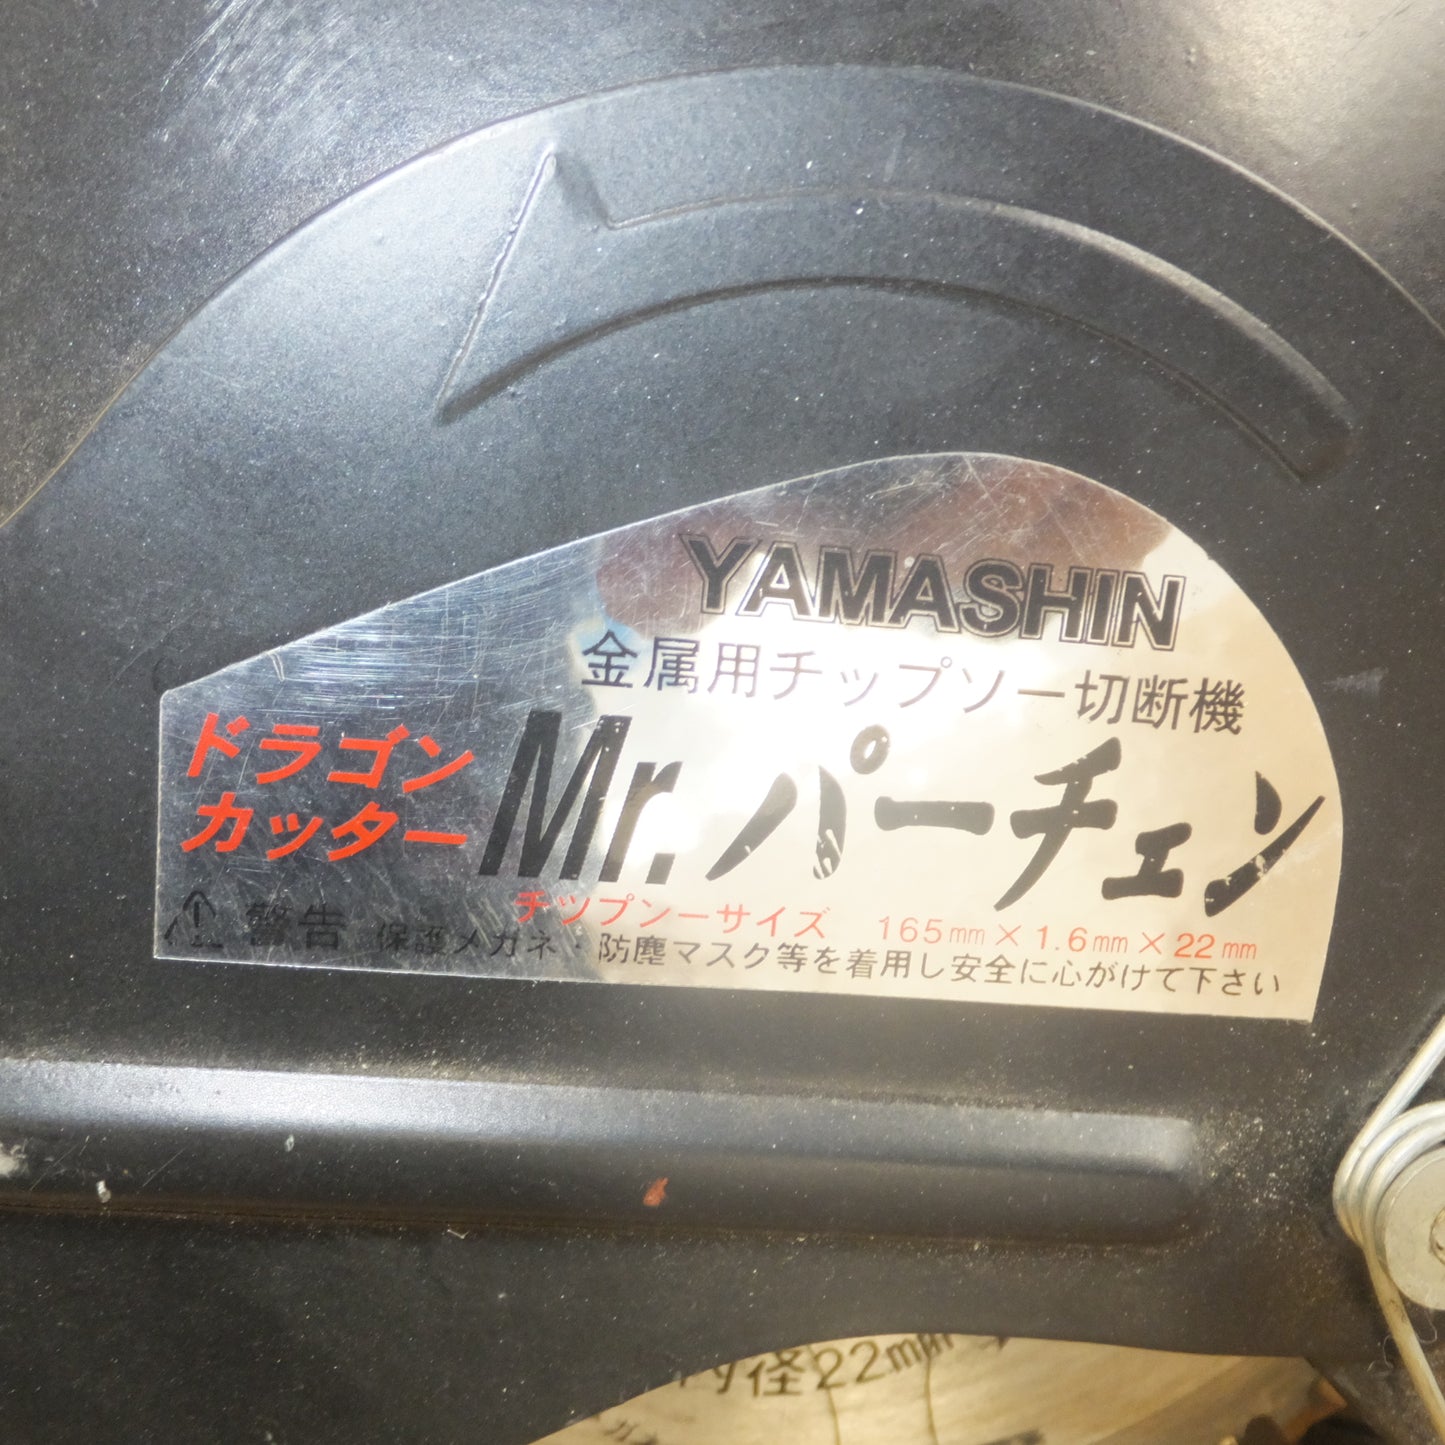 YAMASHIN
金属用チップソー切断機
ドラゴン
カッター
Mr.パーチェン
チップソーサイズ 165mm×1.6mm×22mm
警告 保護メガネ・防塵マスク等を着用し安全に心がけて下さい
内径22mm